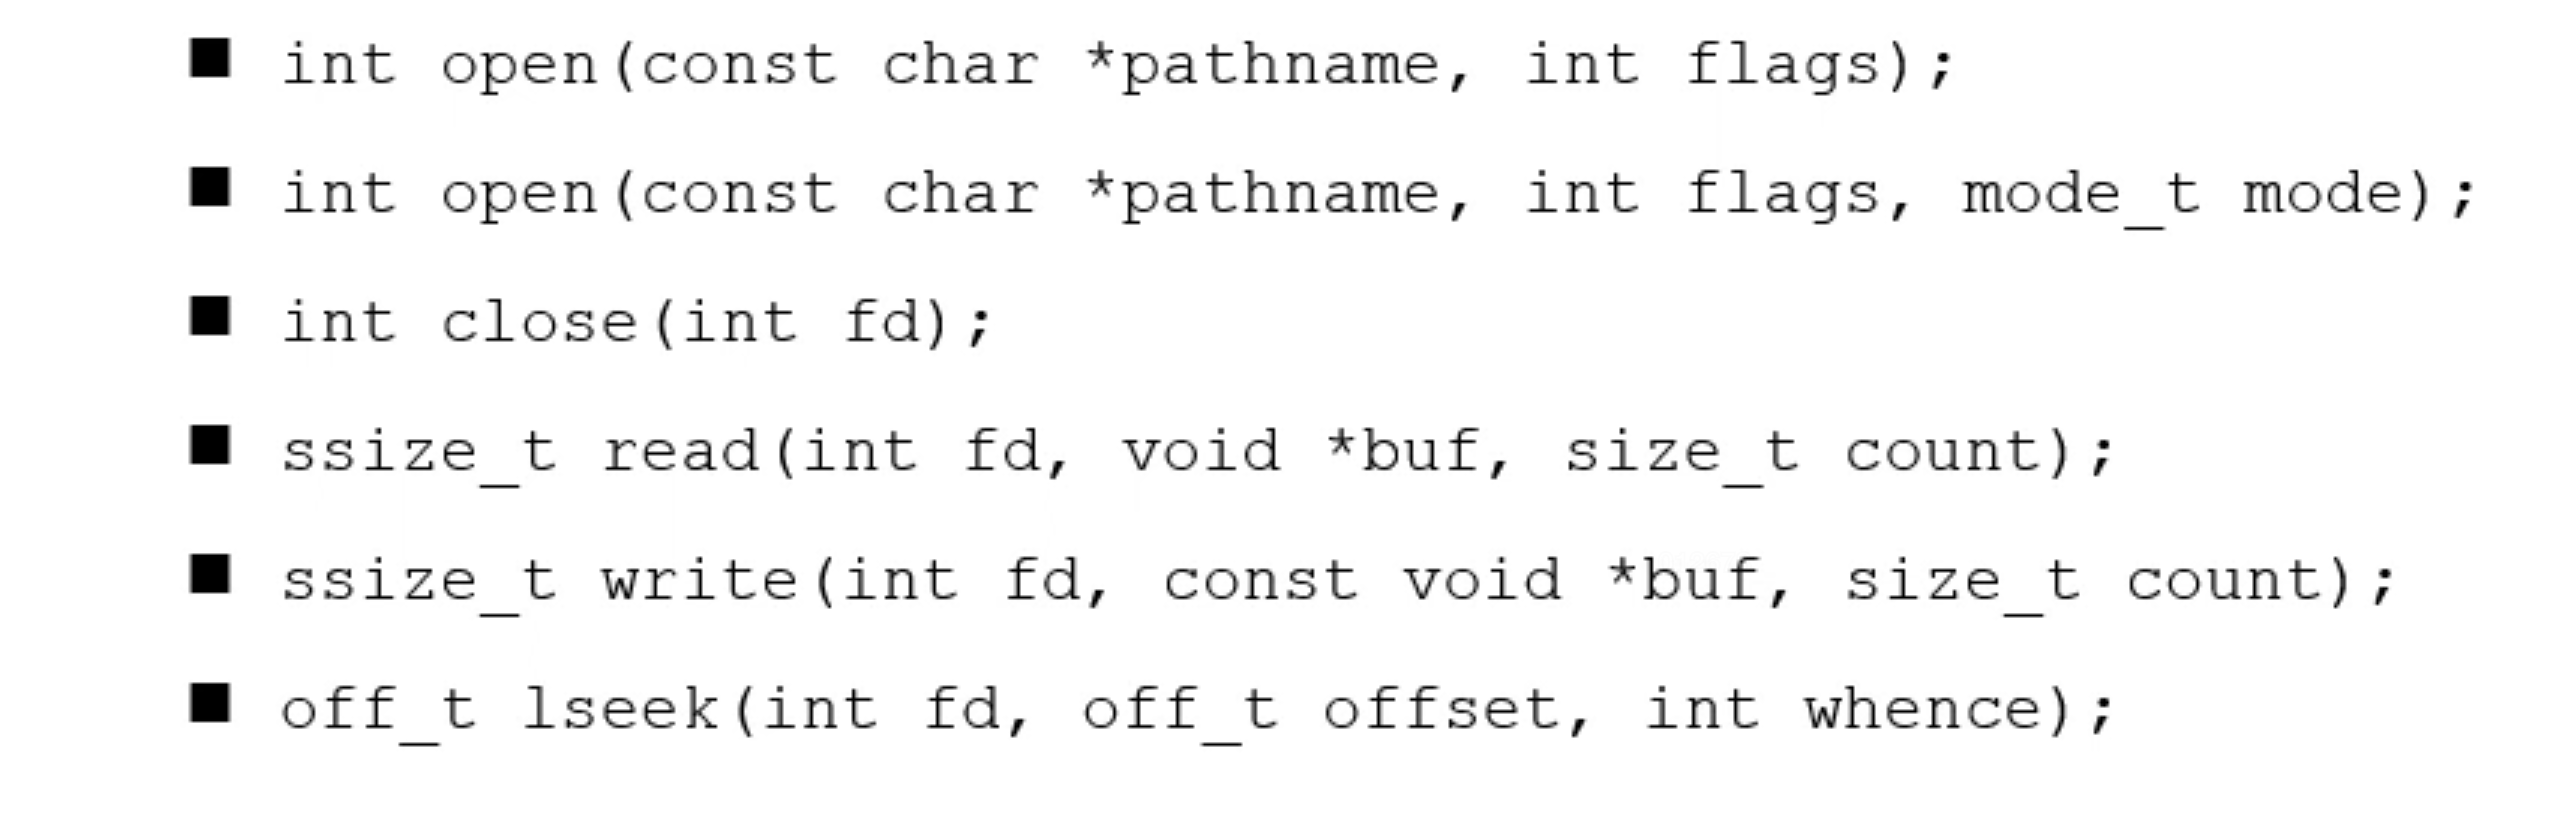 ■ int open(const char *pathname, int flags);
■ int open(const char *pathname, int flags, mode_t mode);
■ int close(int fd);
■ ssize_t read(int fd, void *buf, size_t count);
■ ssize_t write(int fd, const void *buf, size_t count);
■ off_t lseek(int fd, off_t offset, int whence);